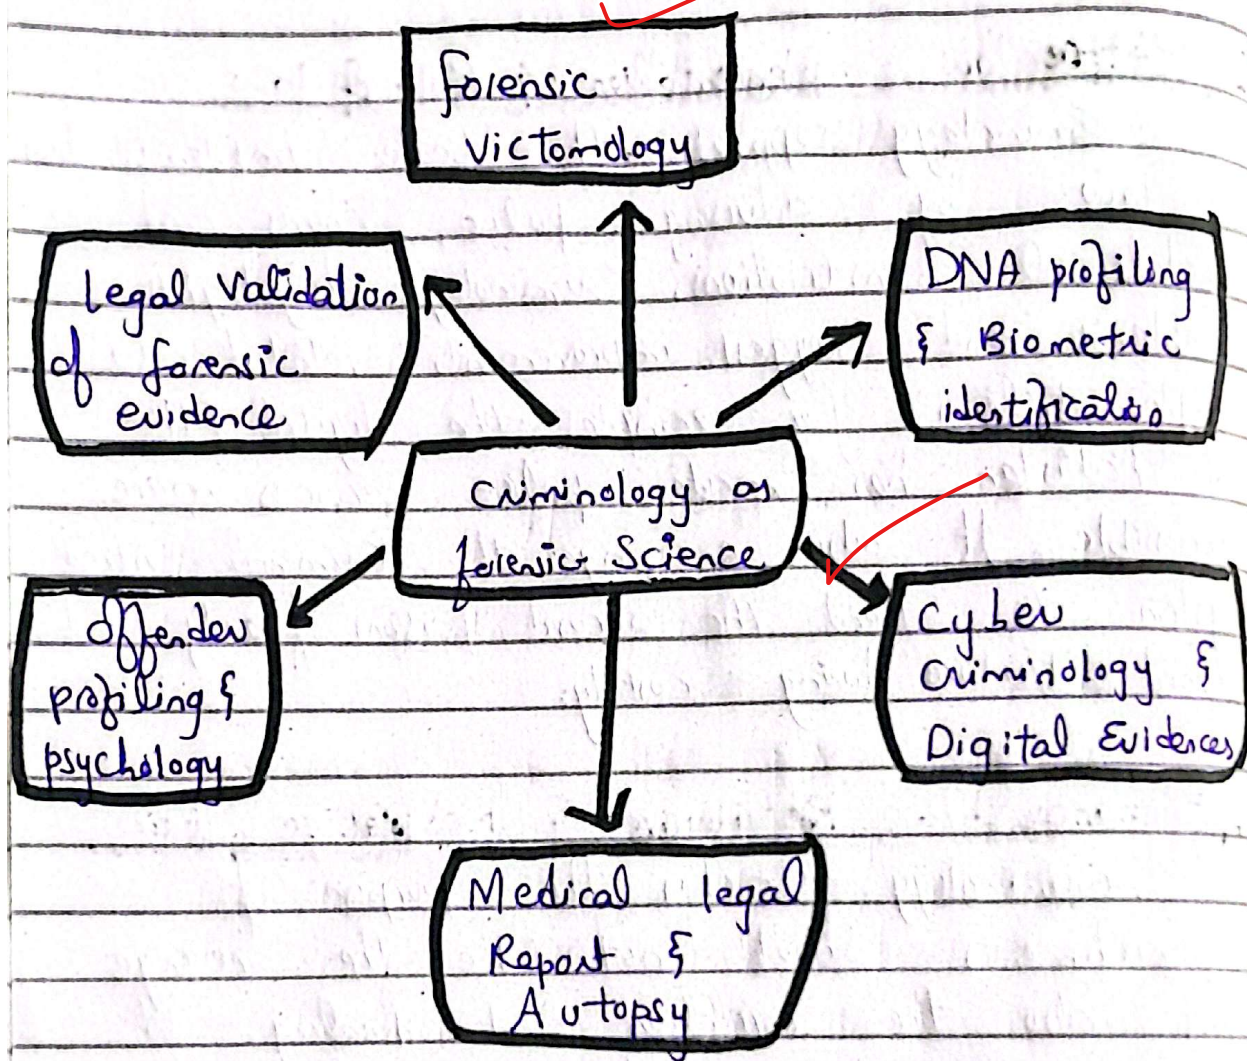 forensic
Victomology
Legal Validation
of forensic
evidence
DNA profiling
& Biometric
identificatio
Criminology as
forensic Science
Offender
profiling &
psychology
Cyber
Criminology &
Digital Evidences
Medical legal
Report &
Autopsy